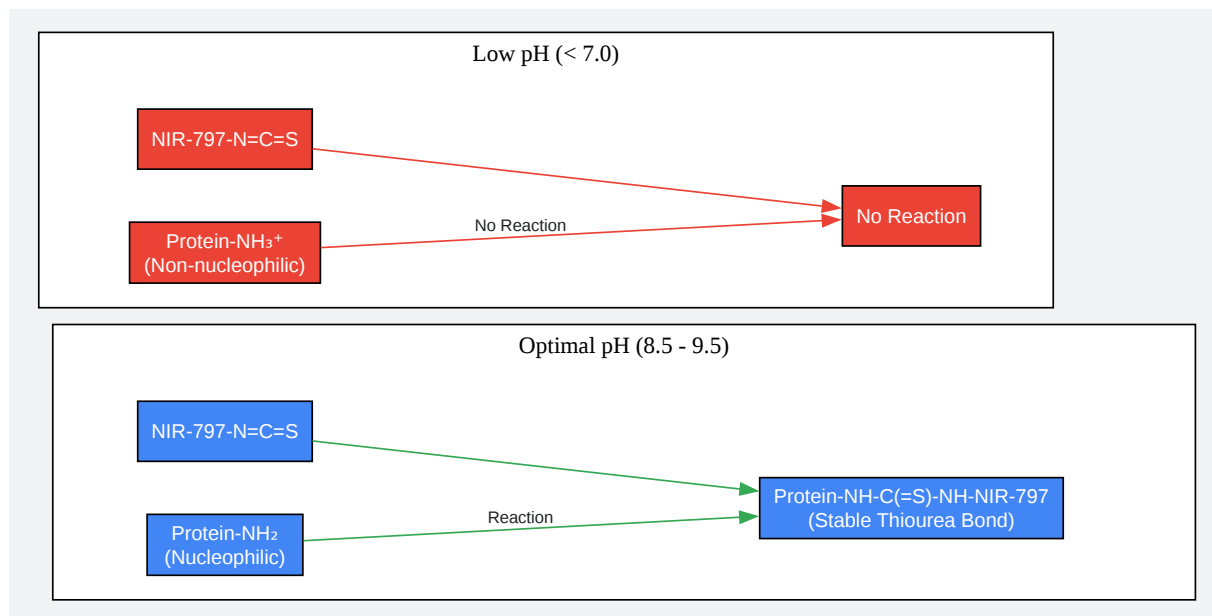 Low pH (< 7.0)
NIR-797-N=C=S
No Reaction
Protein-NH₃⁺
(Non-nucleophilic)
No Reaction
Optimal pH (8.5 - 9.5)
NIR-797-N=C=S
Protein-NH₂
(Nucleophilic)
Reaction
Protein-NH-C(=S)-NH-NIR-797
(Stable Thiourea Bond)